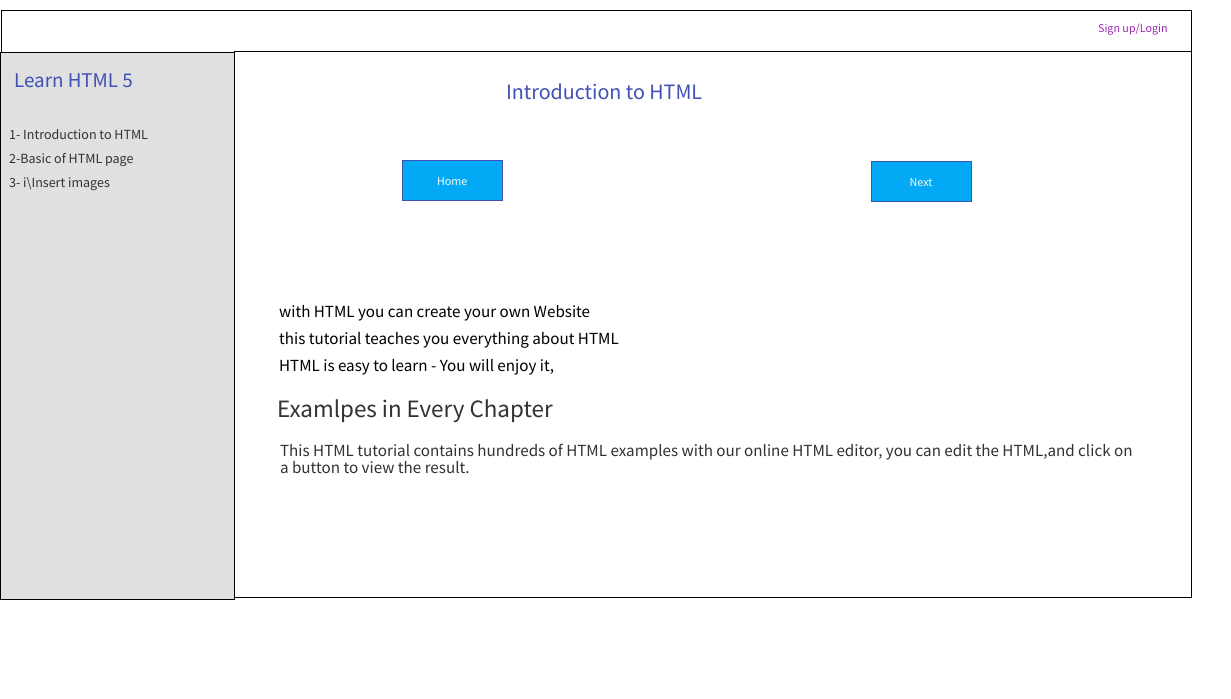 Sign up/Login
Learn HTML 5
1- Introduction to HTML
2-Basic of HTML page
3- i\Insert images
Introduction to HTML
Home
Next
with HTML you can create your own Website
this tutorial teaches you everything about HTML
HTML is easy to learn - You will enjoy it,
Examlpes in Every Chapter
This HTML tutorial contains hundreds of HTML examples with our online HTML editor, you can edit the HTML,and click on
a button to view the result.